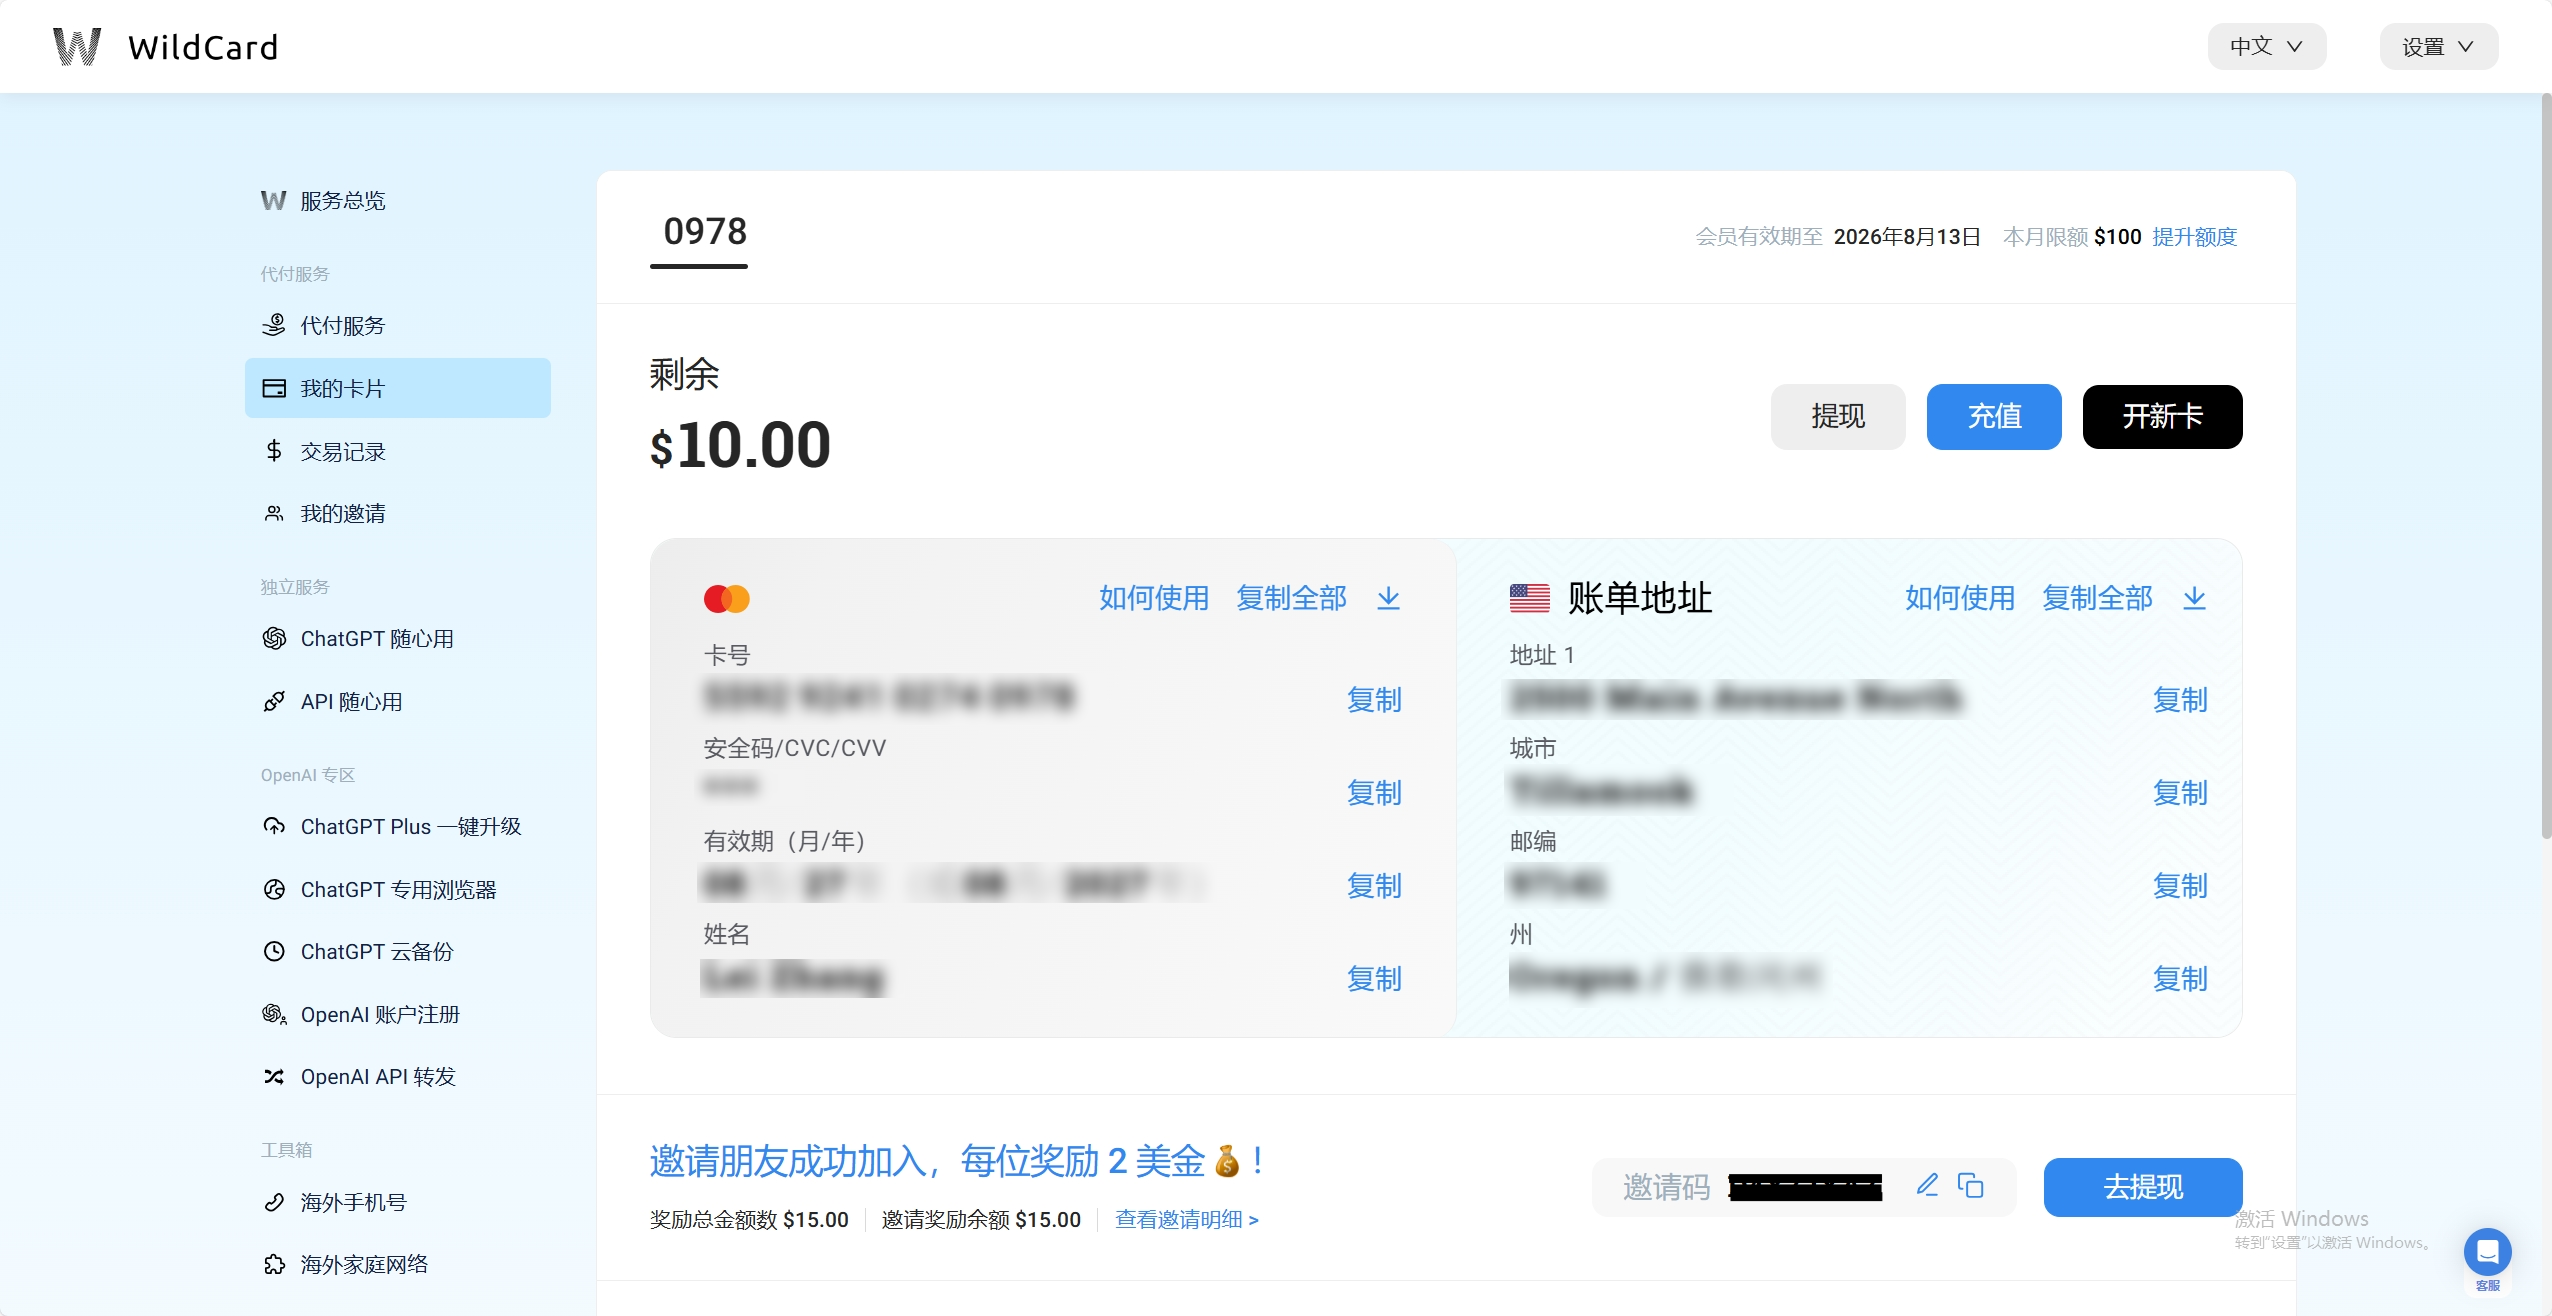 WildCard
中文
设置
服务总览
代付服务
代付服务
我的卡片
交易记录
我的邀请
独立服务
ChatGPT 随心用
API 随心用
OpenAI 专区
ChatGPT Plus 一键升级
ChatGPT 专用浏览器
ChatGPT 云备份
OpenAI 账户注册
OpenAI API 转发
工具箱
海外手机号
海外家庭网络
0978
会员有效期至 2026年8月13日 本月限额 $100 提升额度
剩余
$10.00
提现
充值
开新卡
如何使用 复制全部
卡号
复制
安全码/CVC/CVV
复制
有效期（月/年）
复制
姓名
复制
账单地址 如何使用 复制全部
地址 1
复制
城市
复制
邮编
复制
州
复制
邀请朋友成功加入，每位奖励 2 美金💰！
奖励总金额数 $15.00 邀请奖励余额 $15.00 查看邀请明细 >
邀请码
去提现
激活 Windows
转到“设置”以激活 Windows。
客服